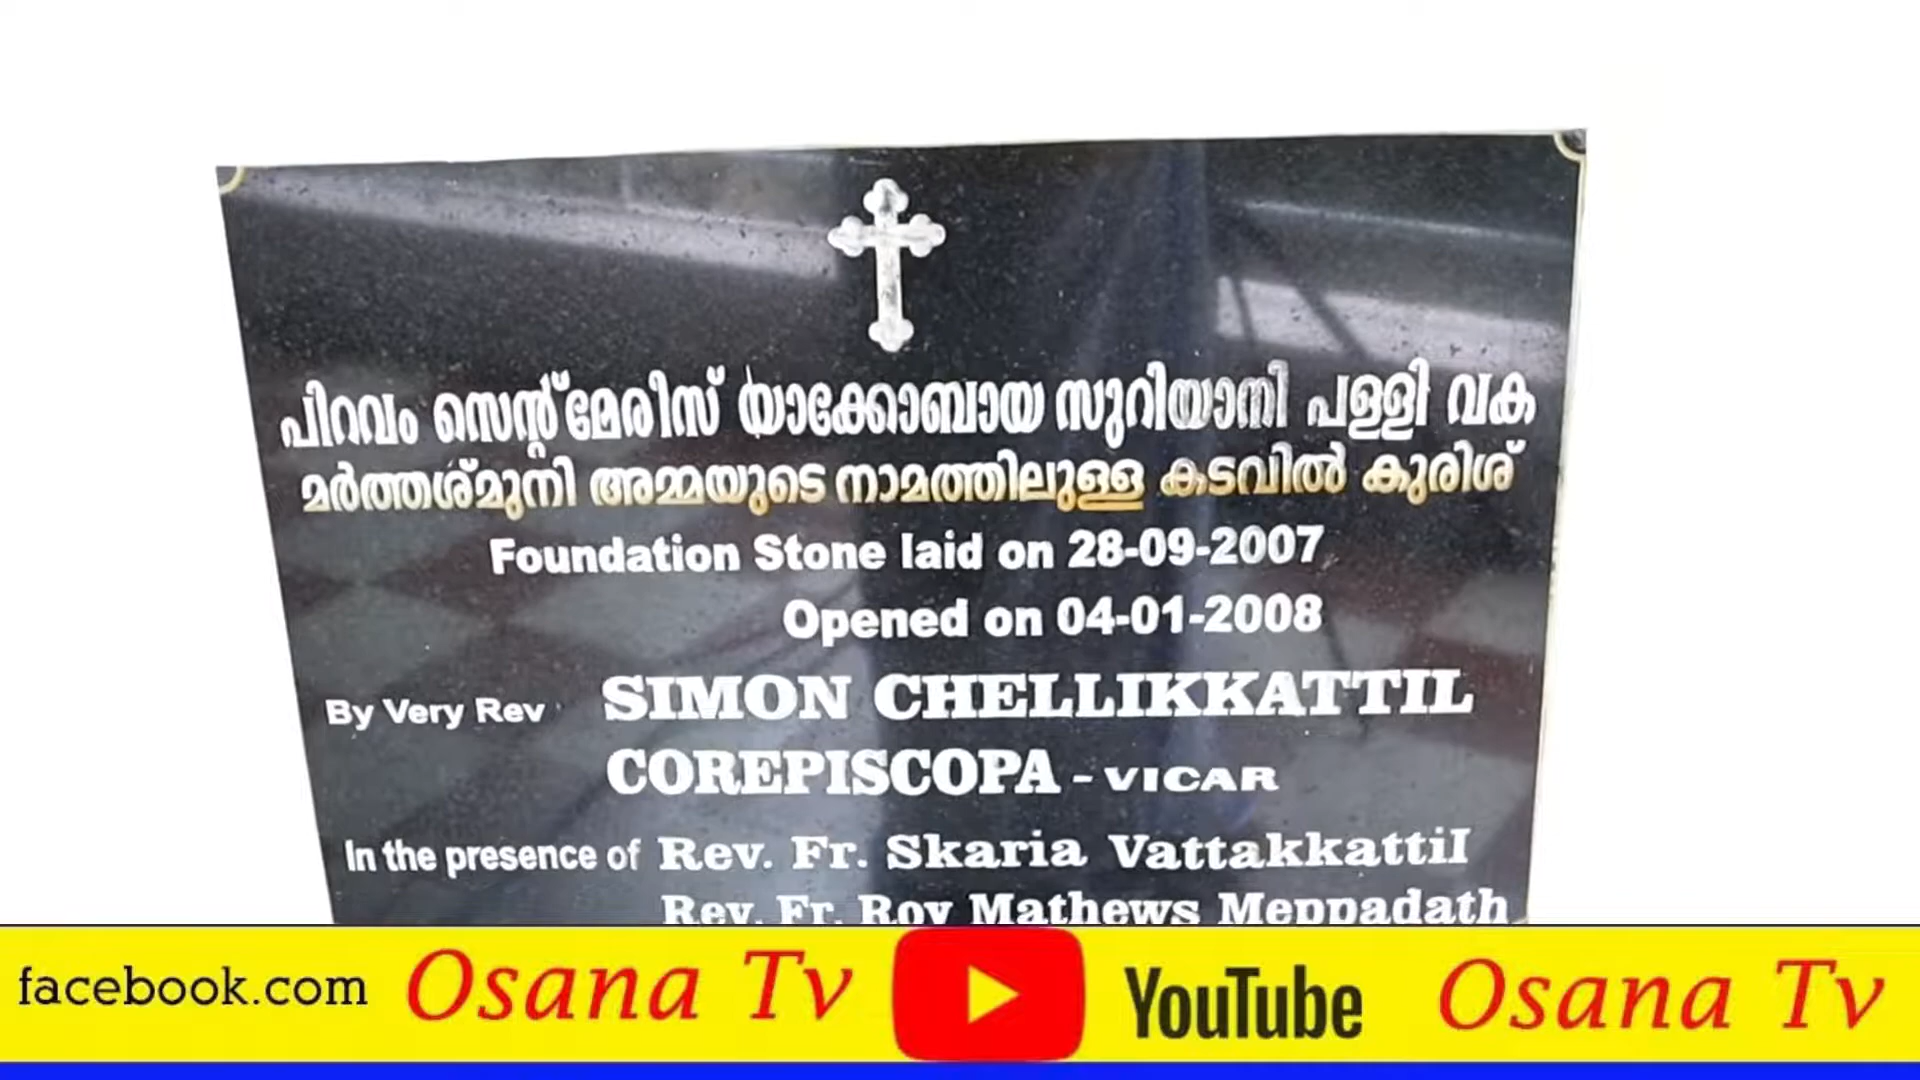 പിറവം സെന്റ്മേരീസ് യാക്കോബായ സുറിയാനി പള്ളി വക
മർത്തശ്മുനി അമ്മയുടെ നാമത്തിലുള്ള കടവിൽ കുരിശ്
Foundation Stone laid on 28-09-2007
Opened on 04-01-2008
By Very Rev SIMON CHELLIKKATTIL
COREPISCOPA - VICAR
In the presence of Rev. Fr. Skaria Vattakkattil
Rev. Fr. Roy Mathews Meppadath
facebook.com Osana Tv YouTube Osana Tv